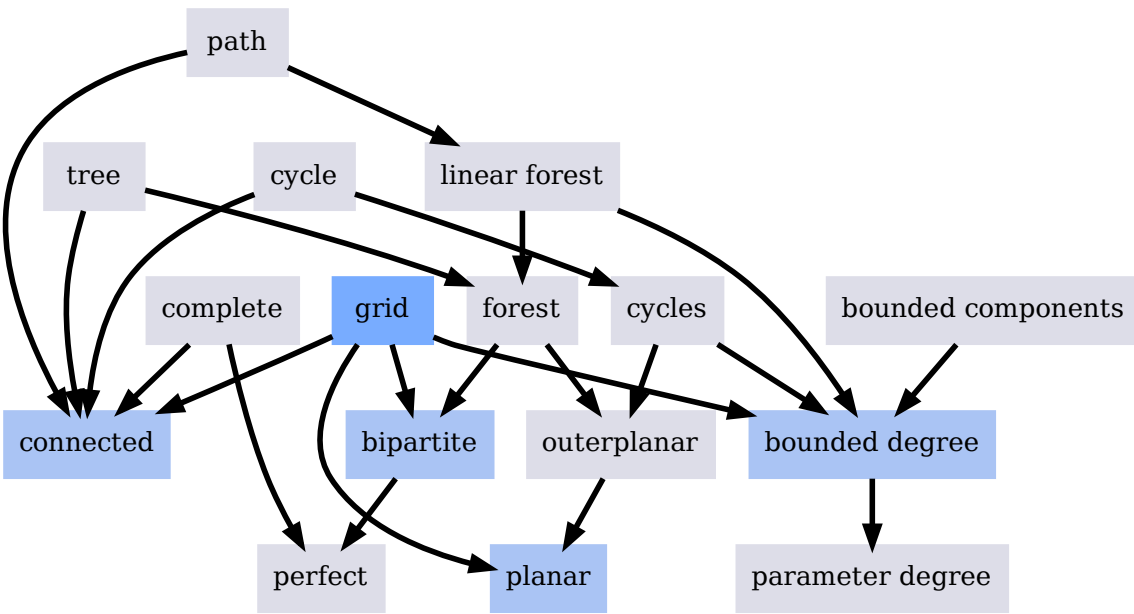 path
tree
cycle
linear forest
complete
grid
forest
cycles
bounded components
connected
bipartite
outerplanar
bounded degree
perfect
planar
parameter degree